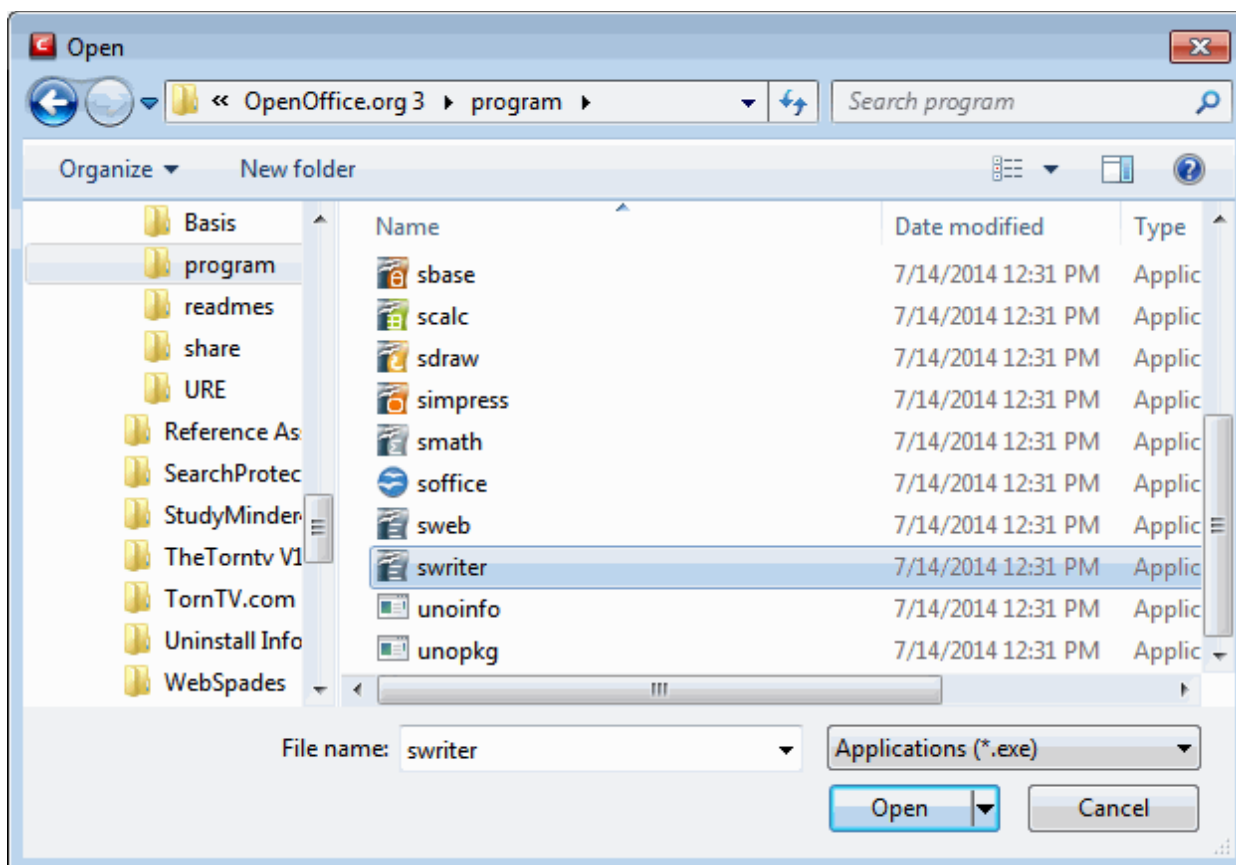 Open
« OpenOffice.org 3 program
Search program
Organize
New folder
Basis
program
readmes
share
URE
Reference As
SearchProtec
StudyMinder
TheTorntv V1
TornTV.com
Uninstall Info
WebSpades
Name Date modified Type
sbase 7/14/2014 12:31 PM Applic
scalc 7/14/2014 12:31 PM Applic
sdraw 7/14/2014 12:31 PM Applic
simpress 7/14/2014 12:31 PM Applic
smath 7/14/2014 12:31 PM Applic
soffice 7/14/2014 12:31 PM Applic
sweb 7/14/2014 12:31 PM Applic
swriter 7/14/2014 12:31 PM Applic
unoinfo 7/14/2014 12:31 PM Applic
unopkg 7/14/2014 12:31 PM Applic
File name: swriter
Applications (*.exe)
Open
Cancel